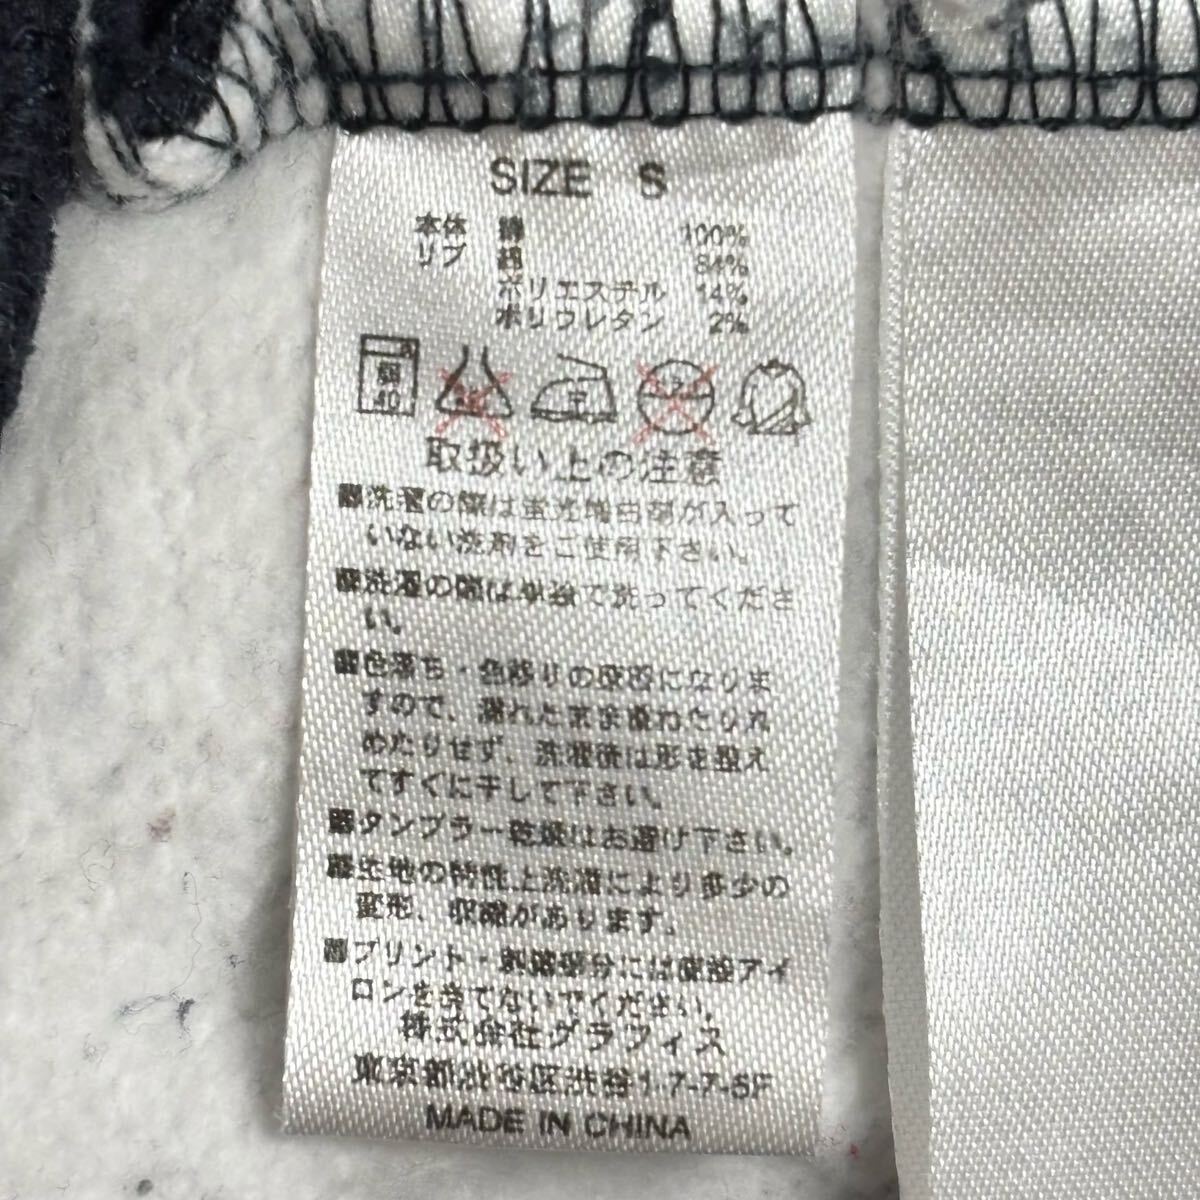 SIZE S
本体 綿 100%
リブ 綿 84%
ポリエステル 14%
ポリウレタン 2%
弱 40 中
取扱い上の注意
■洗濯の際は蛍光増白剤が入って
いない洗剤をご使用下さい。
■洗濯の際は単独で洗ってくださ
い。
■色落ち・色移りの原因になりま
すので、濡れたまま重ねたり丸
めたりせず、洗濯後は形を整え
てすぐに干して下さい。
■タンブラー乾燥はお避け下さい。
■生地の特性上洗濯により多少の
変形、収縮があります。
■プリント・刺繍部分には直接アイ
ロンを当てないでください。
株式会社グラフィス
東京都渋谷区渋谷1-7-7-6F
MADE IN CHINA